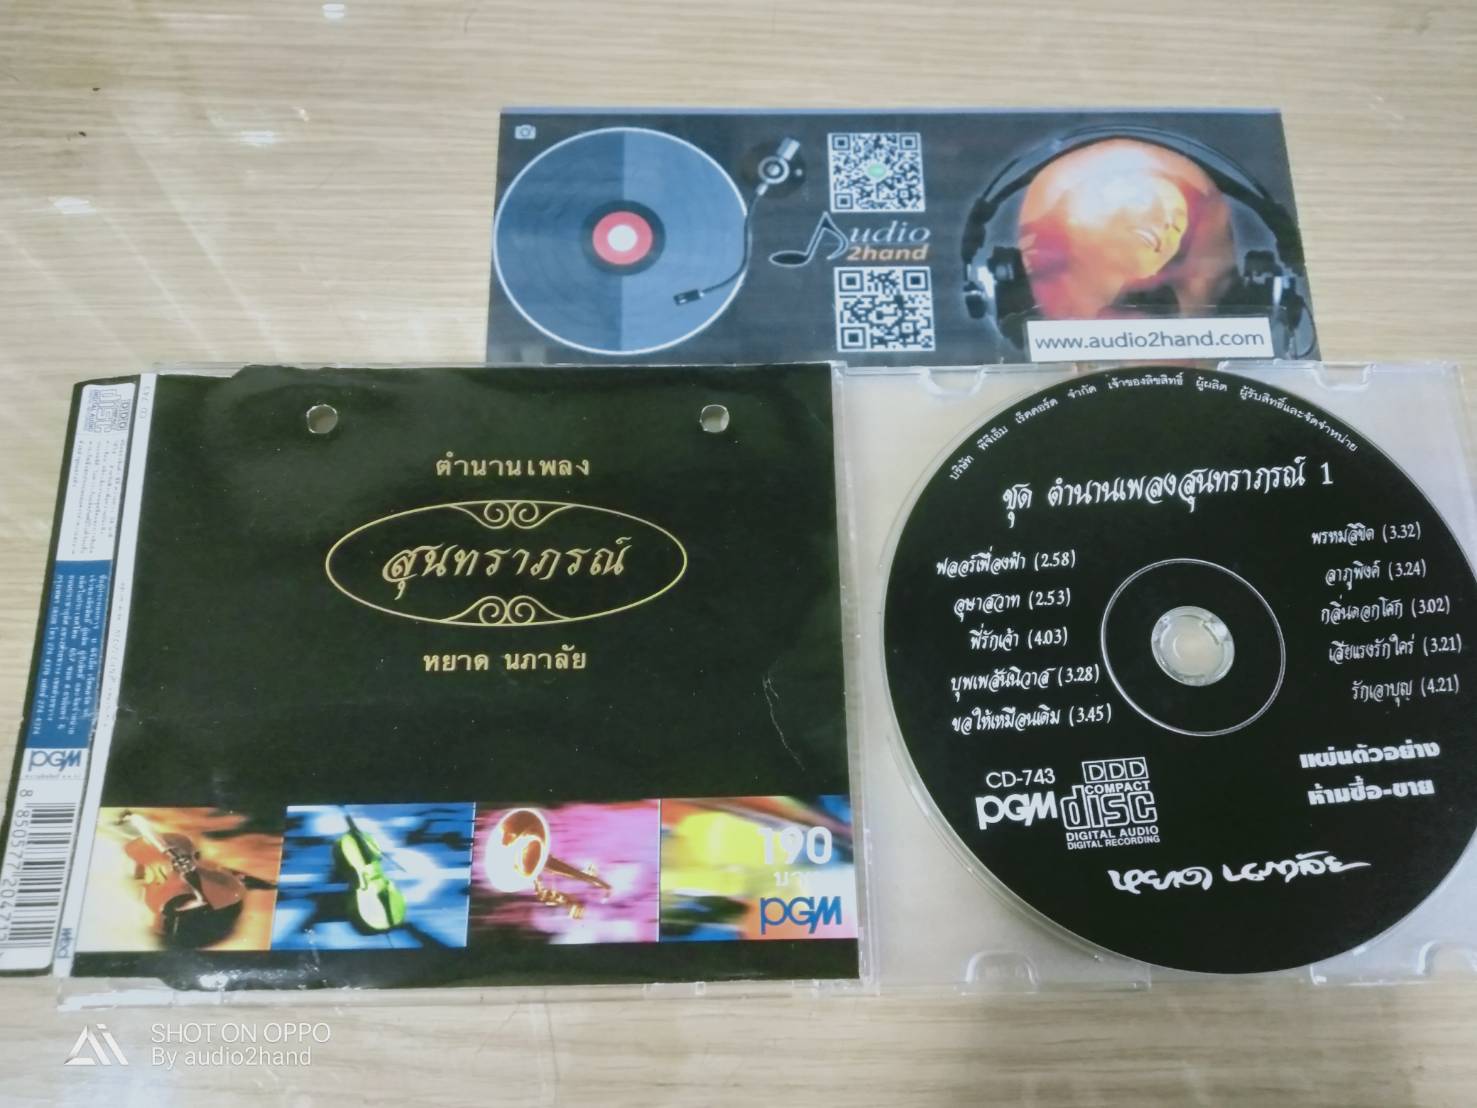 udio
2hand
www.audio2hand.com
ตำนานเพลง
สุนทราภรณ์
หยาด นภาลัย
190
บาท
PGM
PGM
บริษัท พีจีเอ็ม เร็คคอร์ด จำกัด เจ้าของลิขสิทธิ์ ผู้ผลิต ผู้รับสิทธิ์และจัดจำหน่าย
ชุด ตำนานเพลงสุนทราภรณ์ 1
ฟลอร์เฟื่องฟ้า (2.58)
อุษาสวาท (2.53)
พี่รักเจ้า (4.03)
บุพเพสันนิวาส (3.28)
ขอให้เหมือนเดิม (3.45)
พรหมลิขิต (3.32)
ลาภูพิงค์ (3.24)
กลิ่นดอกโศก (3.02)
เสียแรงรักใคร่ (3.21)
รักเอาบุญ (4.21)
CD-743
PGM
DDD
COMPACT
disc
DIGITAL AUDIO
DIGITAL RECORDING
แผ่นตัวอย่าง
ห้ามซื้อ-ขาย
หยาด นภาลัย
SHOT ON OPPO
By audio2hand